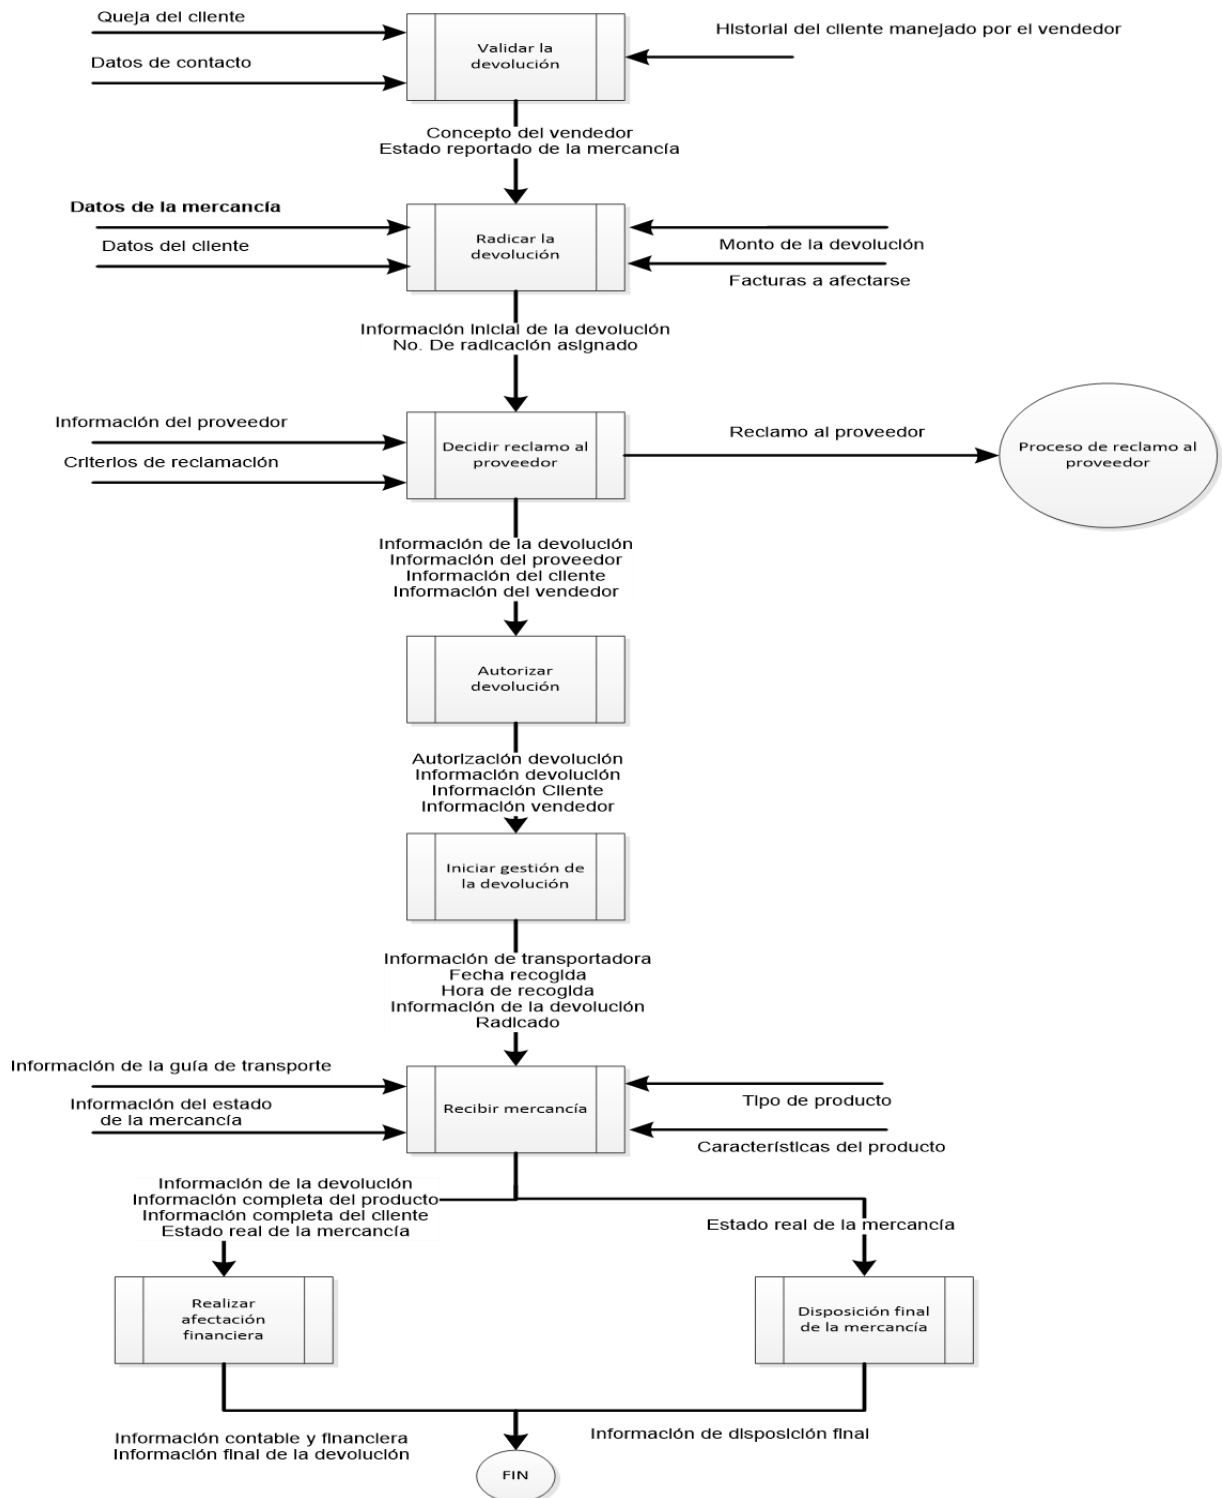 Queja del cliente
Historial del cliente manejado por el vendedor
Validar la
devolución
Datos de contacto
Concepto del vendedor
Estado reportado de la mercancía
Datos de la mercancía
Radicar la
devolución
Monto de la devolución
Datos del cliente
Facturas a afectarse
Información inicial de la devolución
No. De radicación asignado
Información del proveedor
Criterios de reclamación
Decidir reclamo al
proveedor
Reclamo al proveedor
Proceso de reclamo al
proveedor
Información de la devolución
Información del proveedor
Información del cliente
Información del vendedor
Autorizar
devolución
Autorización devolución
Información devolución
Información Cliente
Información vendedor
Iniciar gestión de
la devolución
Información de transportadora
Fecha recogida
Hora de recogida
Información de la devolución
Radicado
Información de la guía de transporte
Información del estado
de la mercancía
Recibir mercancía
Tipo de producto
Características del producto
Información de la devolución
Información completa del producto
Información completa del cliente
Estado real de la mercancía
Estado real de la mercancía
Realizar
afectación
financiera
Disposición final
de la mercancía
Información contable y financiera
Información final de la devolución
Información de disposición final
FIN